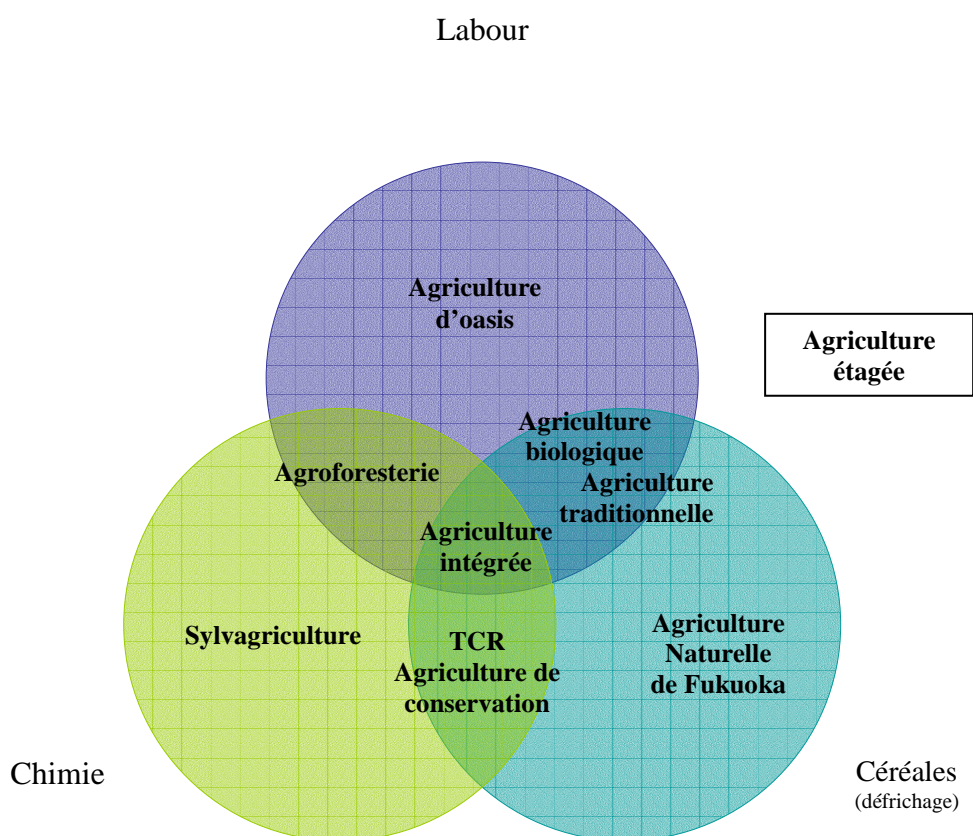 Labour
Agriculture
d’oasis
Agriculture
étagée
Agriculture
biologique
Agriculture
traditionnelle
Agroforesterie
Agriculture
intégrée
Sylvagriculture
TCR
Agriculture de
conservation
Agriculture
Naturelle
de Fukuoka
Chimie
Céréales
(défrichage)